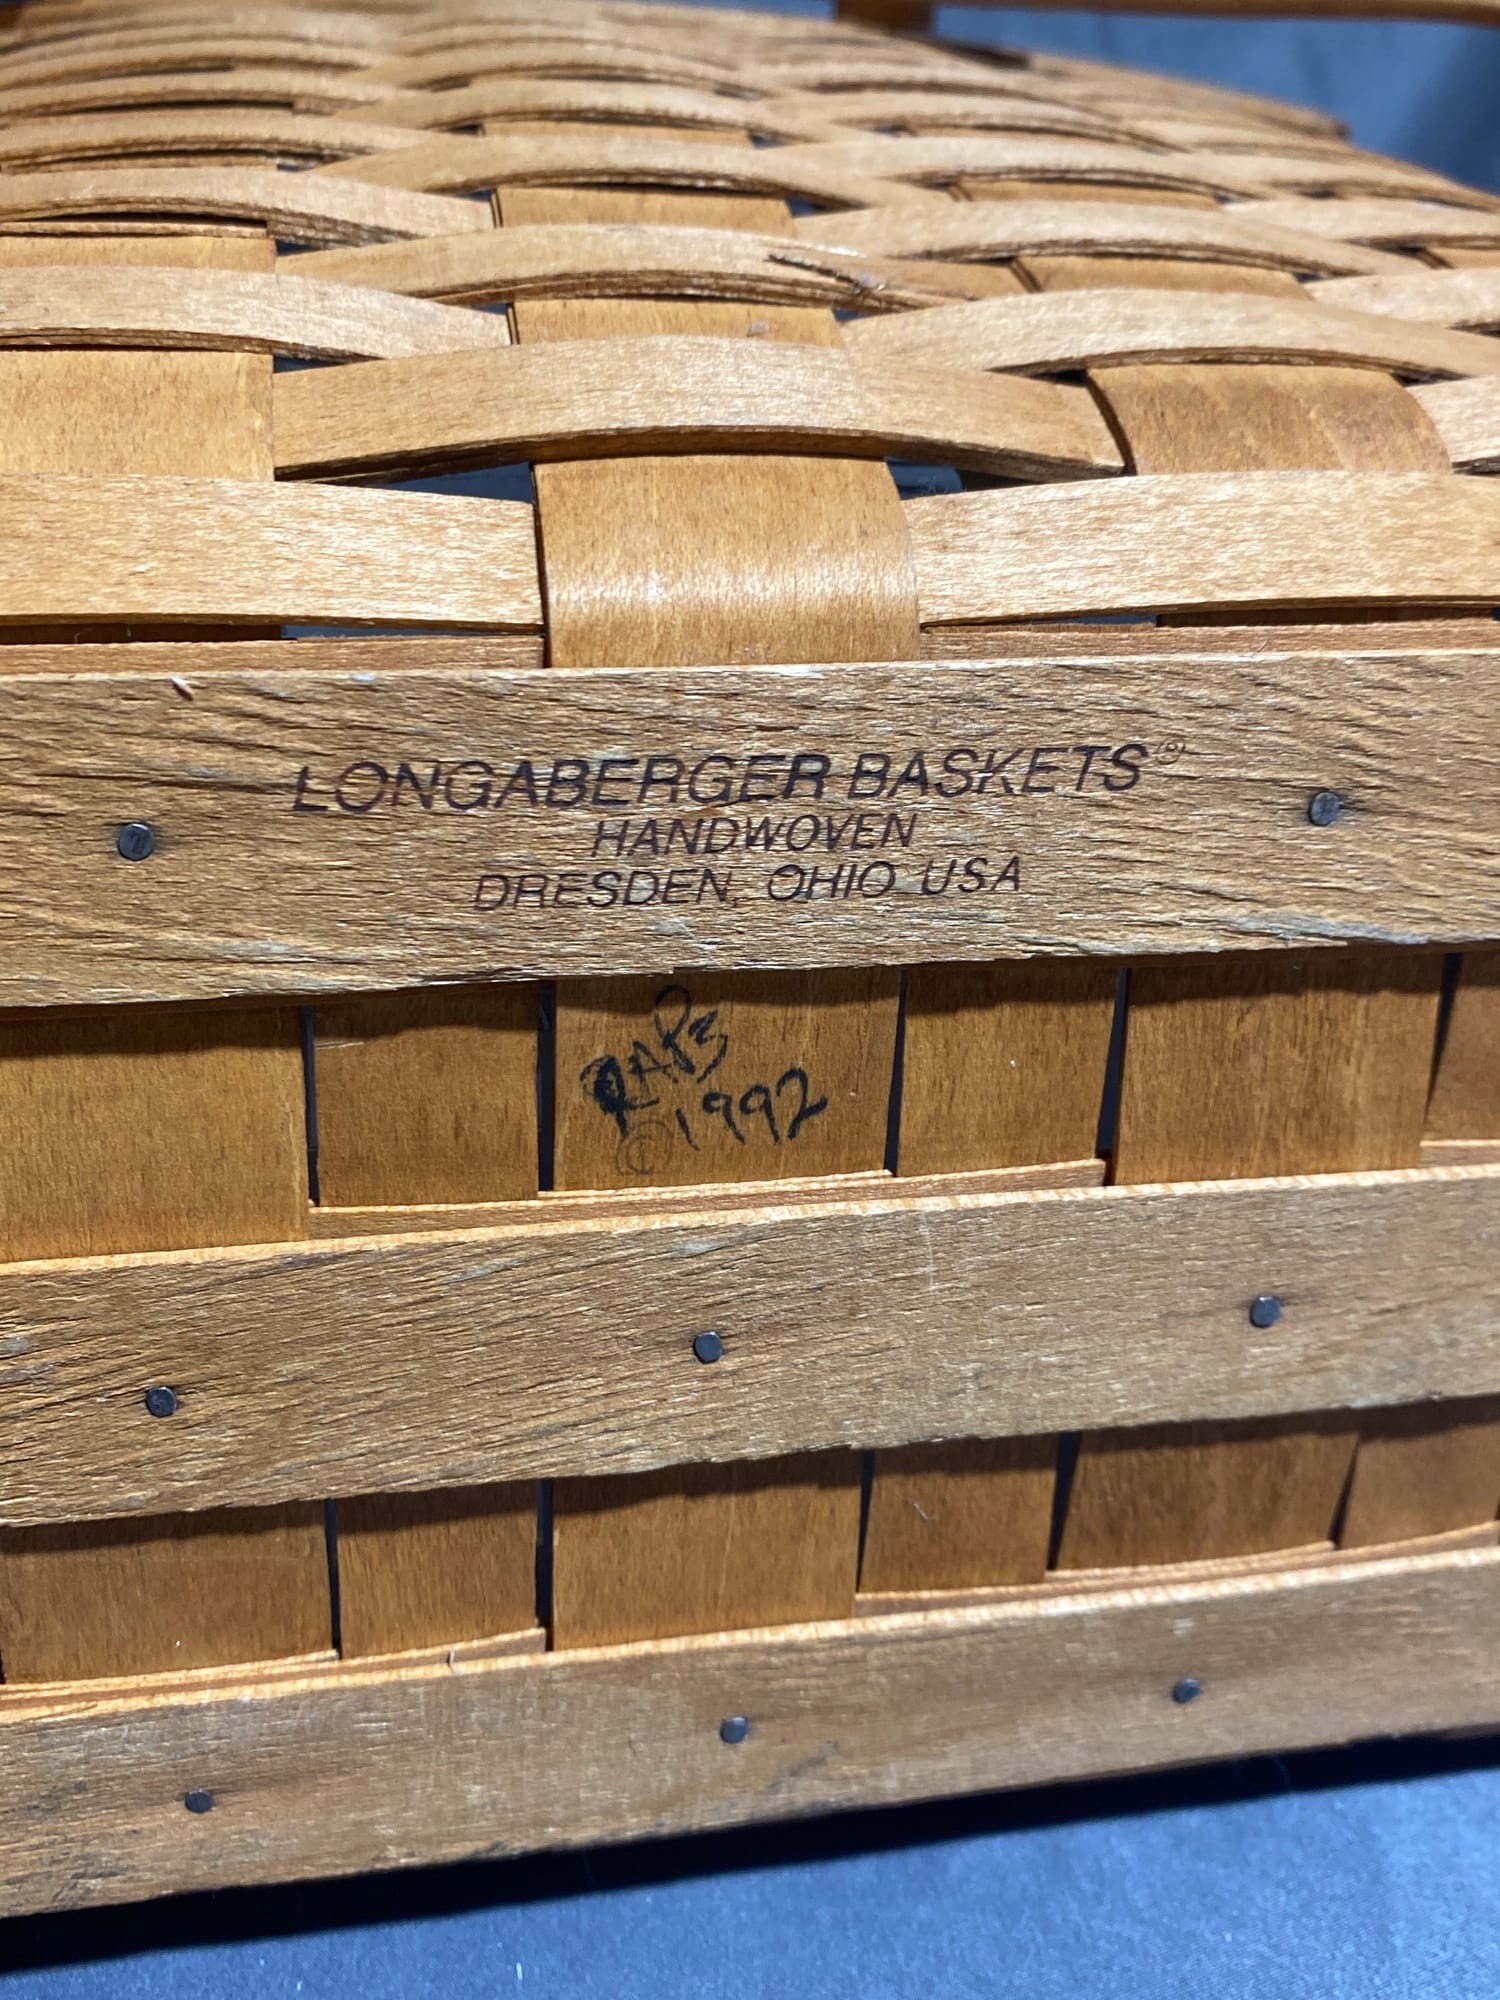 LONGABERGER BASKETS®
HANDWOVEN
DRESDEN, OHIO USA
1992